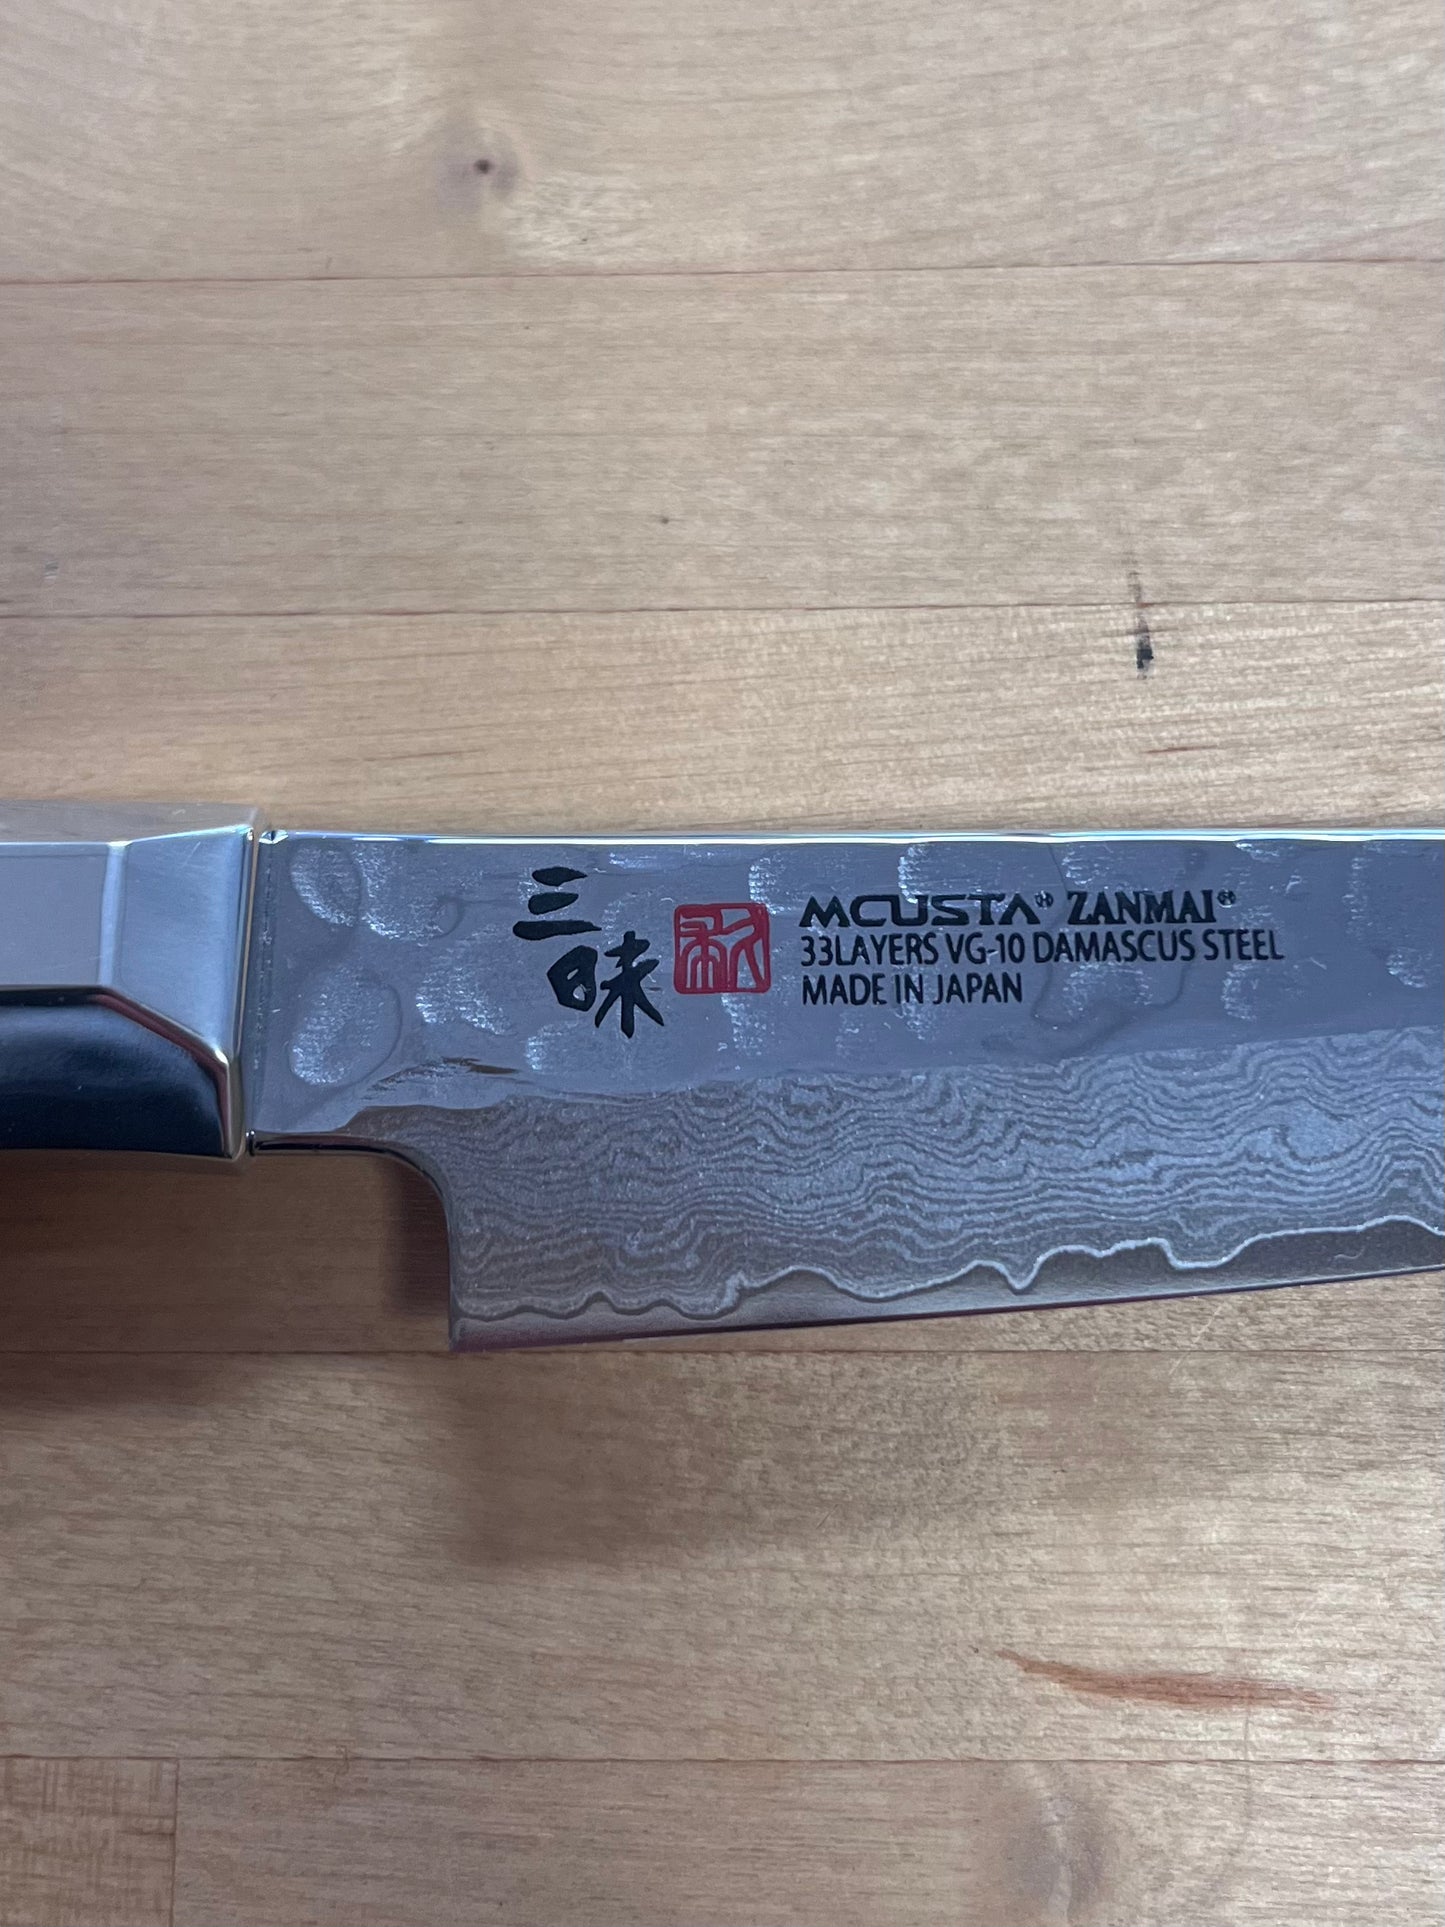 三昧
MCUSTA® ZANMAI®
33LAYERS VG-10 DAMASCUS STEEL
MADE IN JAPAN